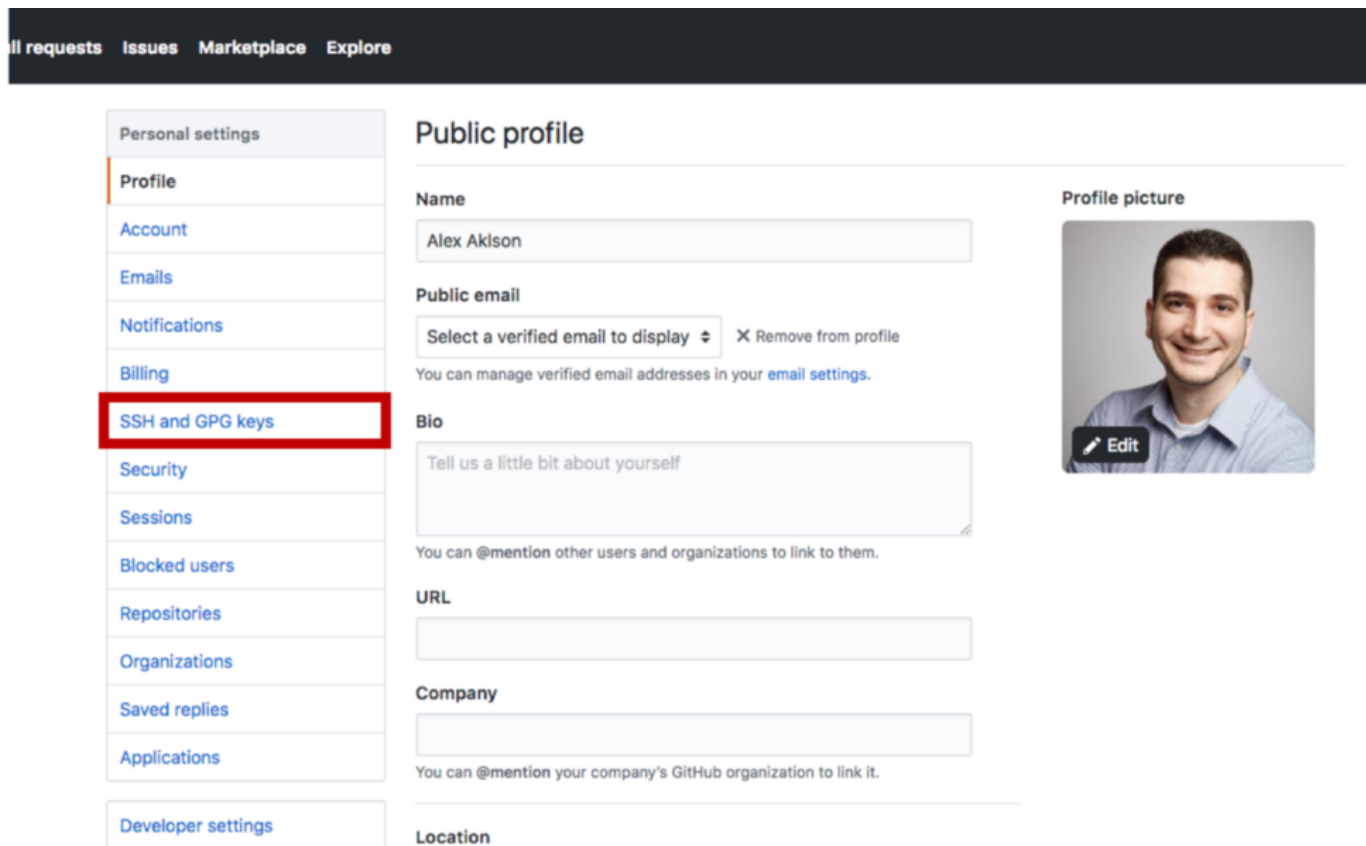 ll requests Issues Marketplace Explore
Personal settings
Profile
Account
Emails
Notifications
Billing
SSH and GPG keys
Security
Sessions
Blocked users
Repositories
Organizations
Saved replies
Applications
Developer settings
Public profile
Name
Alex Aklson
Public email
Select a verified email to display
Remove from profile
You can manage verified email addresses in your email settings.
Bio
Tell us a little bit about yourself
You can @mention other users and organizations to link to them.
URL
Company
You can @mention your company's GitHub organization to link it.
Location
Profile picture
Edit